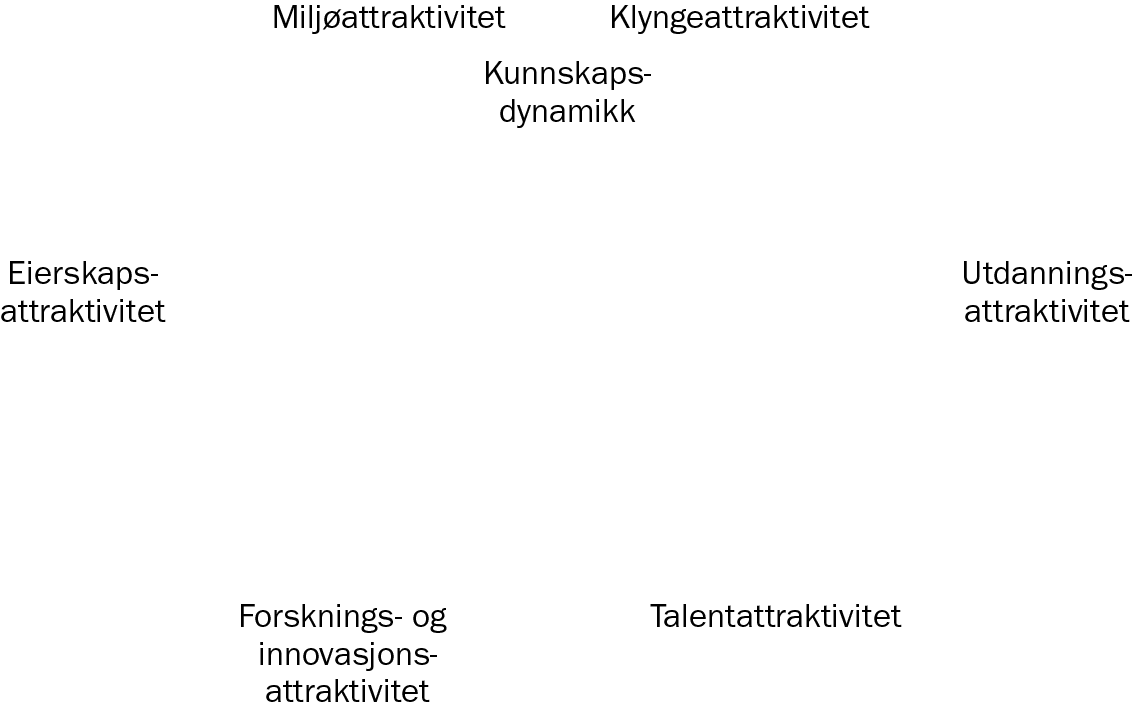 Miljøattraktivitet
Klyngeattraktivitet
Kunnskaps-
dynamikk
Eierskaps-
attraktivitet
Utdannings-
attraktivitet
Forsknings- og
innovasjons-
attraktivitet
Talentattraktivitet